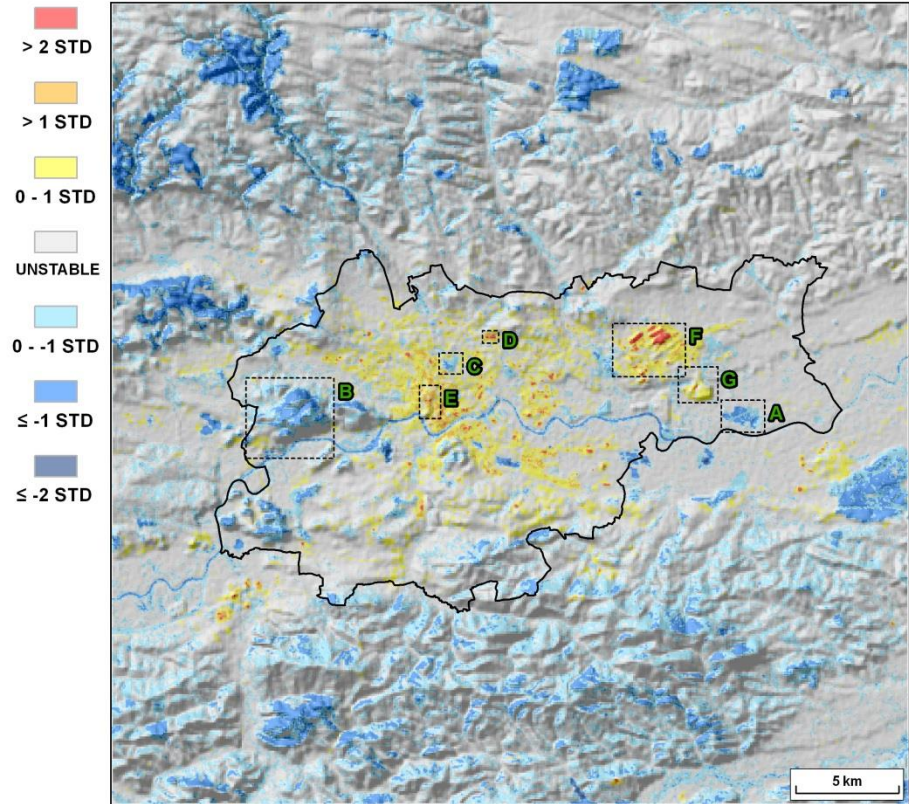 > 2 STD
> 1 STD
0 - 1 STD
UNSTABLE
0 - -1 STD
≤ -1 STD
≤ -2 STD
D
F
C
G
B
E
A
5 km